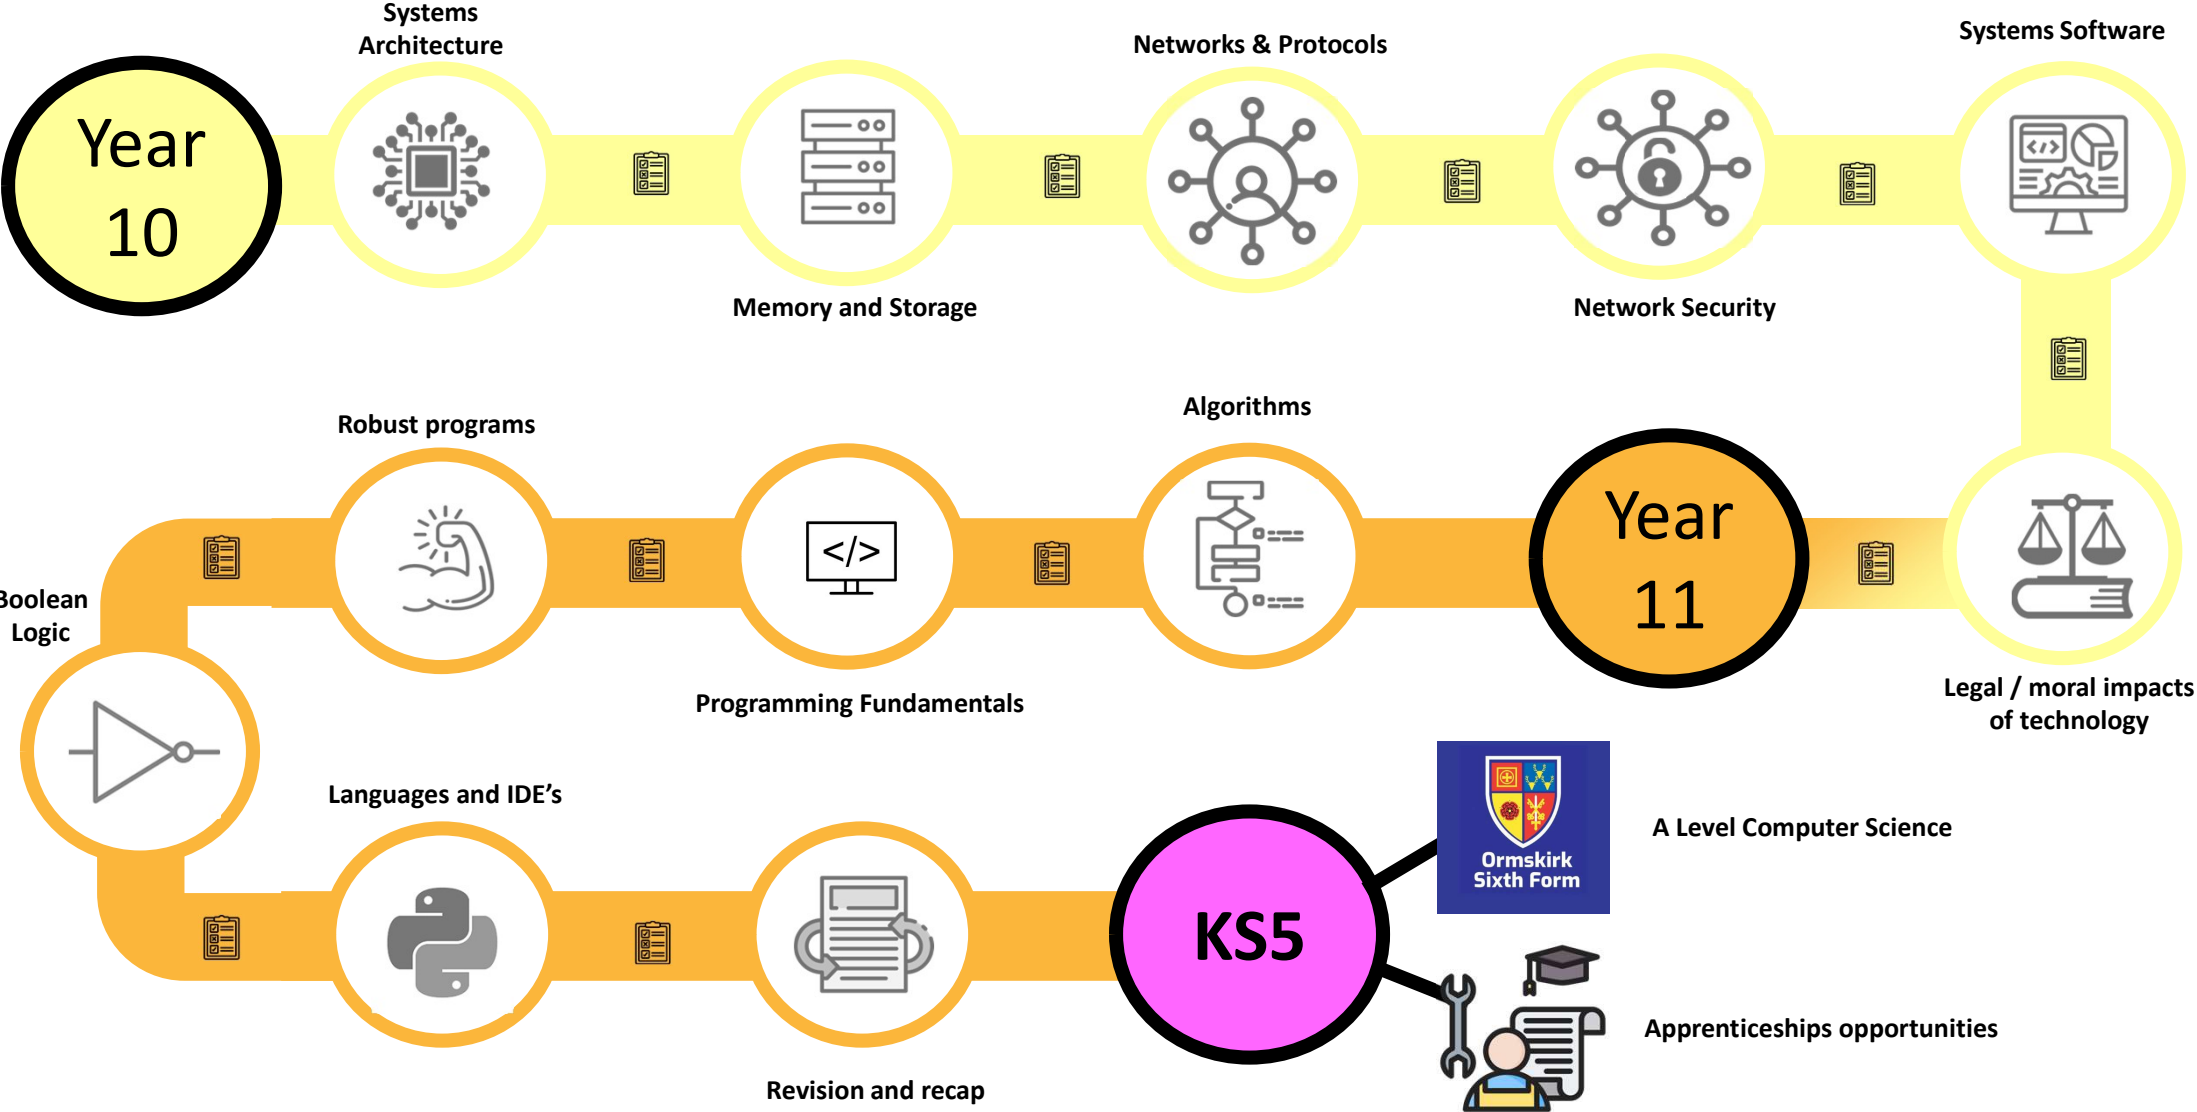 Year
10
Systems
Architecture
Memory and Storage
Networks & Protocols
Network Security
Systems Software
Legal / moral impacts
of technology
Year
11
Algorithms
</>
Programming Fundamentals
Robust programs
Boolean
Logic
Languages and IDE's
Revision and recap
KS5
Ormskirk
Sixth Form
A Level Computer Science
Apprenticeships opportunities